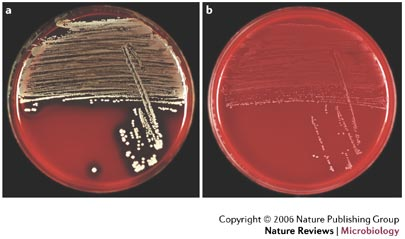 a
b
Copyright © 2006 Nature Publishing Group
Nature Reviews | Microbiology